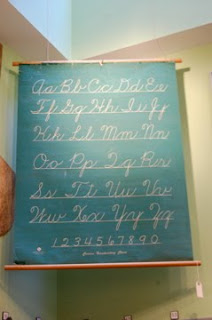 Aa Bb Cc Dd Ee
Ff Gg Hh Ii Jj
Kk Ll Mm Nn
Oo Pp Qq Rr
Ss Tt Uu Vv
Ww Xx Yy Zz
1 2 3 4 5 6 7 8 9 0